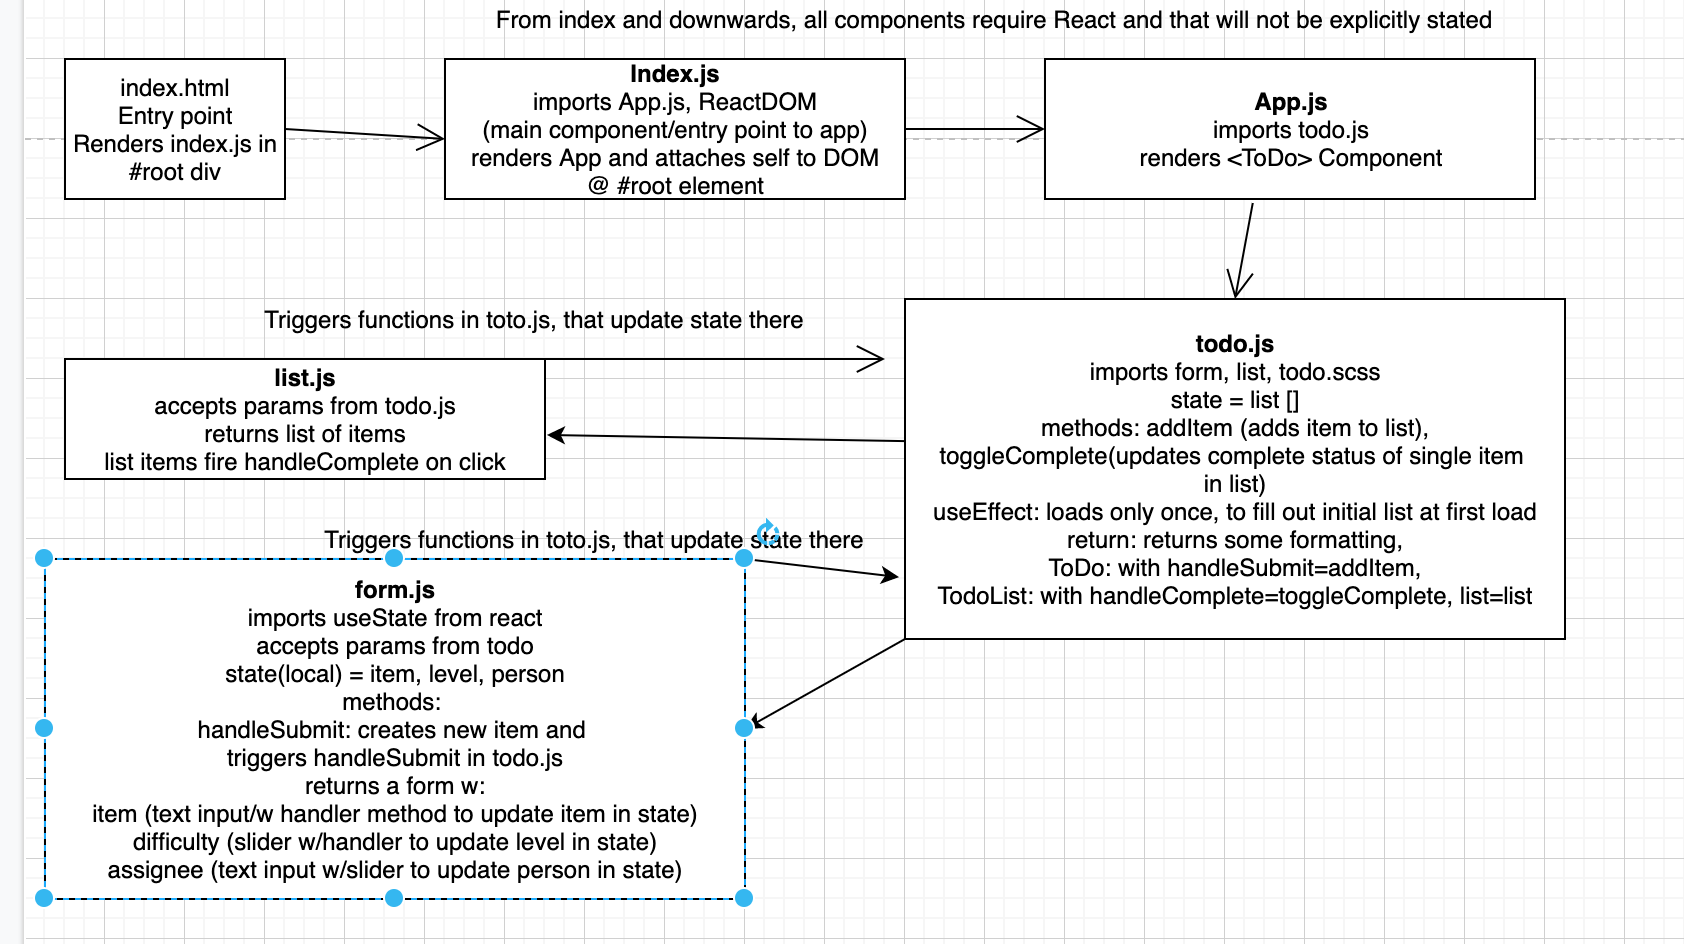 From index and downwards, all components require React and that will not be explicitly stated
index.html
Entry point
Renders index.js in
#root div
Index.js
imports App.js, ReactDOM
(main component/entry point to app)
renders App and attaches self to DOM
@ #root element
App.js
imports todo.js
renders <ToDo> Component
Triggers functions in toto.js, that update state there
list.js
accepts params from todo.js
returns list of items
list items fire handleComplete on click
todo.js
imports form, list, todo.scss
state = list []
methods: addItem (adds item to list),
toggleComplete(updates complete status of single item
in list)
useEffect: loads only once, to fill out initial list at first load
return: returns some formatting,
ToDo: with handleSubmit=addItem,
TodoList: with handleComplete=toggleComplete, list=list
Triggers functions in toto.js, that update state there
form.js
imports useState from react
accepts params from todo
state(local) = item, level, person
methods:
handleSubmit: creates new item and
triggers handleSubmit in todo.js
returns a form w:
item (text input/w handler method to update item in state)
difficulty (slider w/handler to update level in state)
assignee (text input w/slider to update person in state)